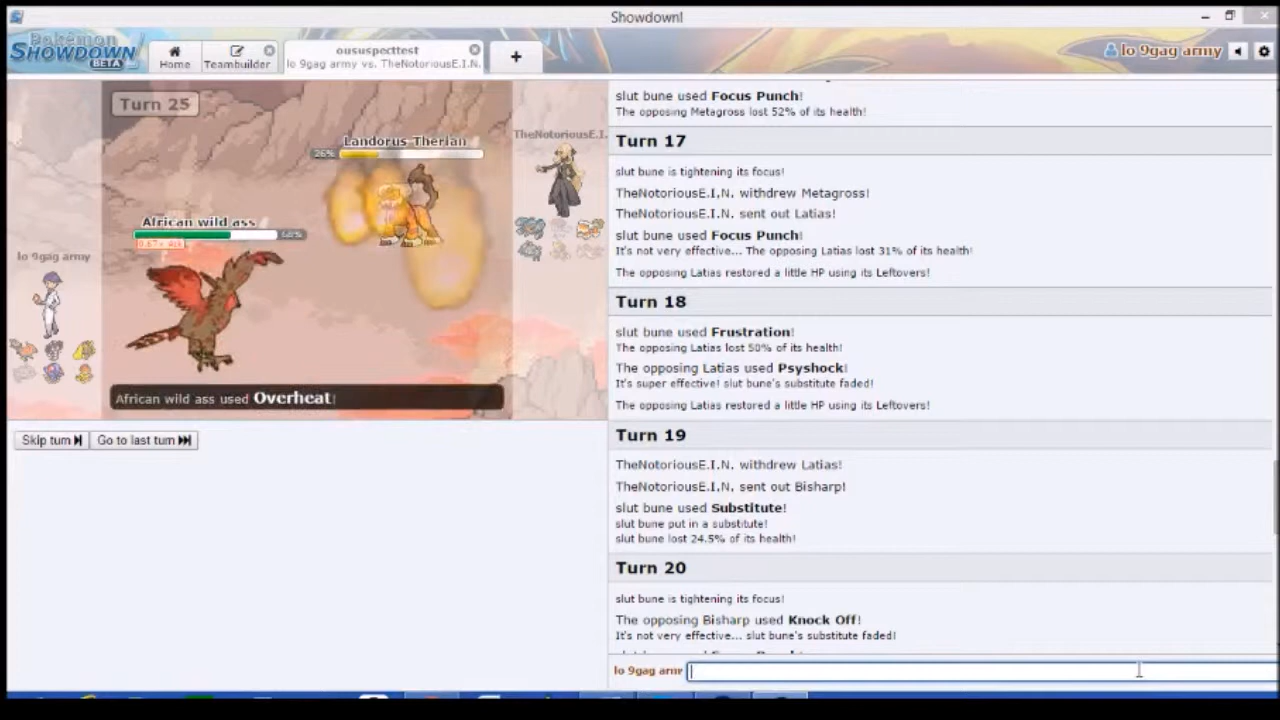 Showdown!
Pokémon
SHOWDOWN
BETA
Home
Teambuilder
oususpecttest
lo 9gag army vs. TheNotoriousE.I.N.
+
lo 9gag army
Turn 25
Landorus-Therian
26%
TheNotoriousE.I.
African wild ass
68%
0.67× Atk
lo 9gag army
African wild ass used Overheat!
Skip turn
Go to last turn
slut bune used Focus Punch!
The opposing Metagross lost 52% of its health!
Turn 17
slut bune is tightening its focus!
TheNotoriousE.I.N. withdrew Metagross!
TheNotoriousE.I.N. sent out Latias!
slut bune used Focus Punch!
It's not very effective... The opposing Latias lost 31% of its health!
The opposing Latias restored a little HP using its Leftovers!
Turn 18
slut bune used Frustration!
The opposing Latias lost 50% of its health!
The opposing Latias used Psyshock!
It's super effective! slut bune's substitute faded!
The opposing Latias restored a little HP using its Leftovers!
Turn 19
TheNotoriousE.I.N. withdrew Latias!
TheNotoriousE.I.N. sent out Bisharp!
slut bune used Substitute!
slut bune put in a substitute!
slut bune lost 24.5% of its health!
Turn 20
slut bune is tightening its focus!
The opposing Bisharp used Knock Off!
It's not very effective... slut bune's substitute faded!
lo 9gag army